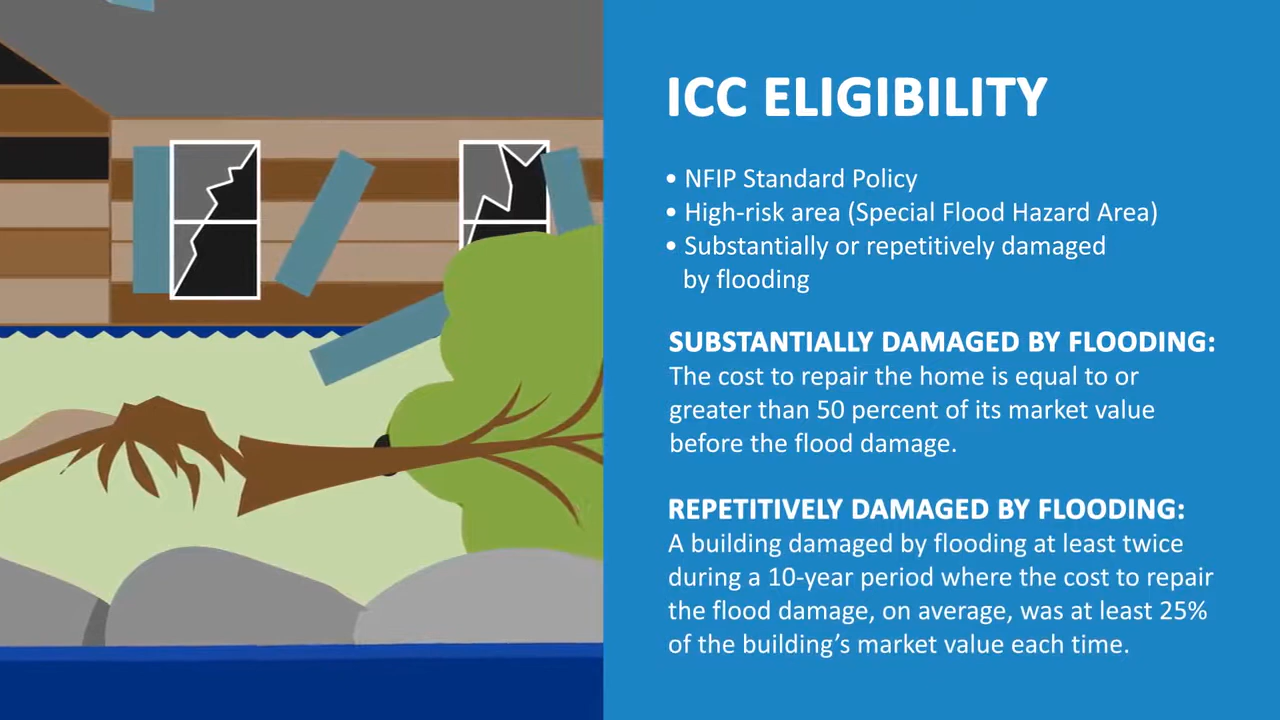 ICC ELIGIBILITY
• NFIP Standard Policy
• High-risk area (Special Flood Hazard Area)
• Substantially or repetitively damaged
by flooding
SUBSTANTIALLY DAMAGED BY FLOODING:
The cost to repair the home is equal to or
greater than 50 percent of its market value
before the flood damage.
REPETITIVELY DAMAGED BY FLOODING:
A building damaged by flooding at least twice
during a 10-year period where the cost to repair
the flood damage, on average, was at least 25%
of the building’s market value each time.